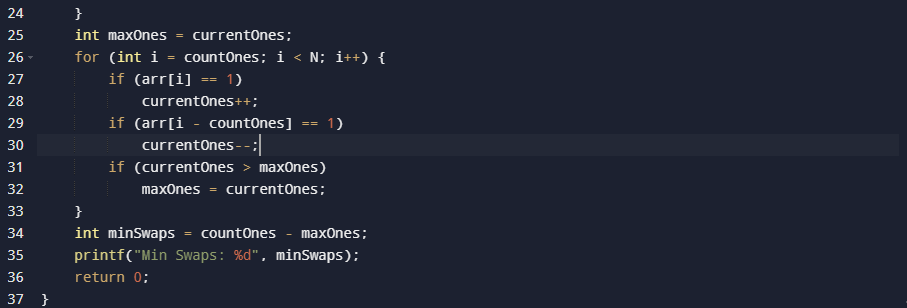 24 }
25 int maxOnes = currentOnes;
26 for (int i = countOnes; i < N; i++) {
27 if (arr[i] == 1)
28 currentOnes++;
29 if (arr[i - countOnes] == 1)
30 currentOnes--;
31 if (currentOnes > maxOnes)
32 maxOnes = currentOnes;
33 }
34 int minSwaps = countOnes - maxOnes;
35 printf("Min Swaps: %d", minSwaps);
36 return 0;
37 }